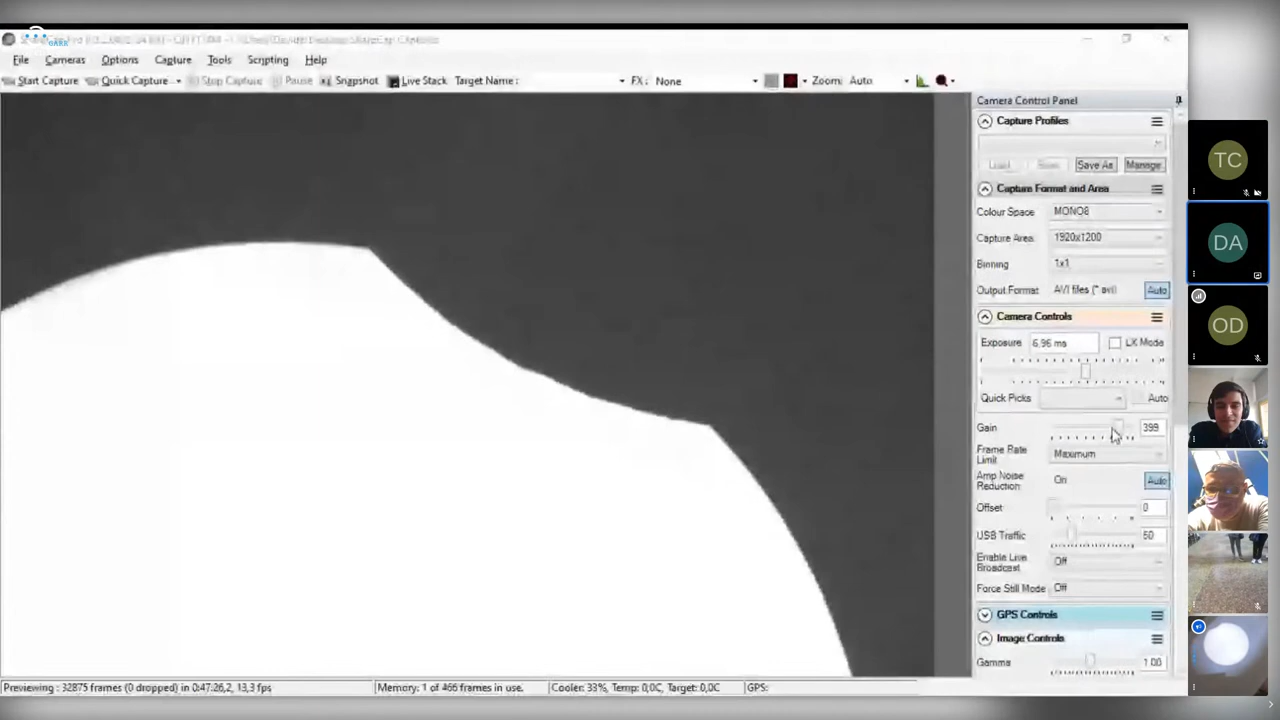 GARR
File Cameras Options Capture Tools Scripting Help
Start Capture Quick Capture Stop Capture Pause Snapshot Live Stack Target Name: FX: None Zoom: Auto
Camera Control Panel
Capture Profiles
Load Save Save As Manage
Capture Format and Area
Colour Space MONO8
Capture Area 1920x1200
Binning 1x1
Output Format AVI files (*.avi) Auto
Camera Controls
Exposure 6,96 ms LX Mode
Quick Picks Auto
Gain 399
Frame Rate Limit Maximum
Amp Noise Reduction On Auto
Offset 0
USB Traffic 60
Enable Live Broadcast Off
Force Still Mode Off
GPS Controls
Image Controls
Gamma 1.00
Previewing : 32875 frames (0 dropped) in 0:47:26,2, 13,3 fps Memory: 1 of 466 frames in use. Cooler: 33%, Temp: 0,0C, Target: 0,0C GPS:
TC
DA
OD